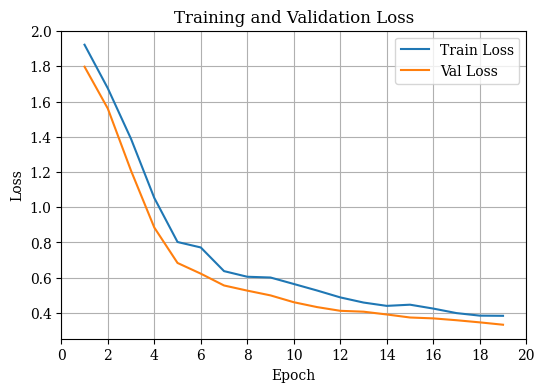 Training and Validation Loss
2.0
1.8
1.6
1.4
1.2
1.0
0.8
0.6
0.4
Loss
Train Loss
Val Loss
0 2 4 6 8 10 12 14 16 18 20
Epoch